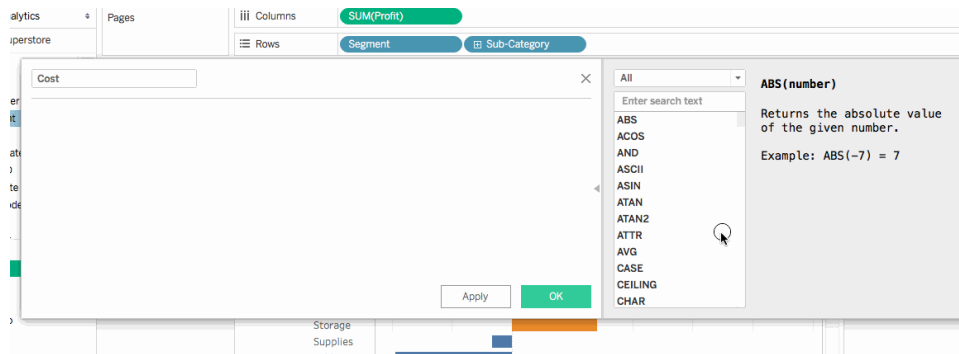 alytics
Pages
Columns
SUM(Profit)
uperstore
Rows
Segment
Sub-Category
Cost
All
Enter search text
ABS
ACOS
AND
ASCII
ASIN
ATAN
ATAN2
ATTR
AVG
CASE
CEILING
CHAR
ABS(number)
Returns the absolute value
of the given number.
Example: ABS(-7) = 7
Apply
OK
Storage
Supplies